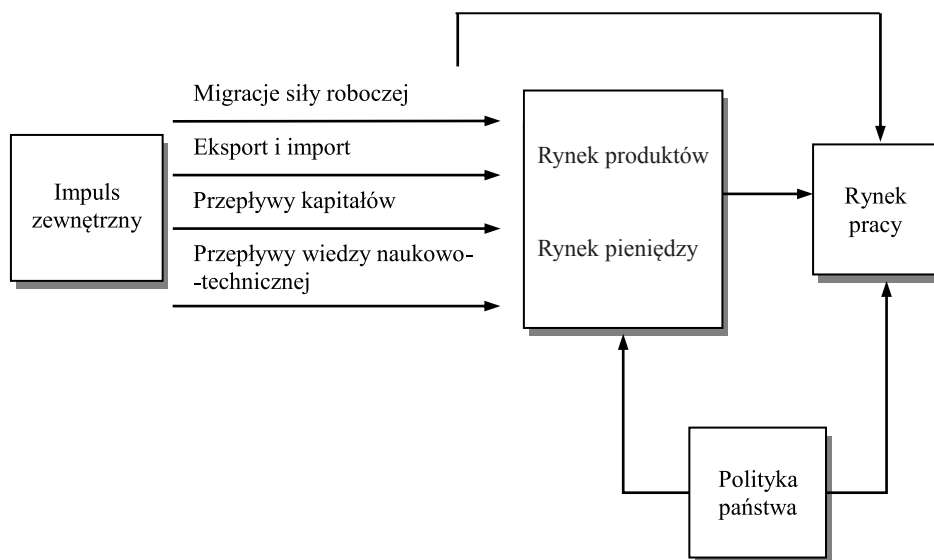 Migracje siły roboczej
Eksport i import
Przepływy kapitałów
Przepływy wiedzy naukowo-
-technicznej
Impuls
zewnętrzny
Rynek produktów
Rynek pieniędzy
Rynek
pracy
Polityka
państwa